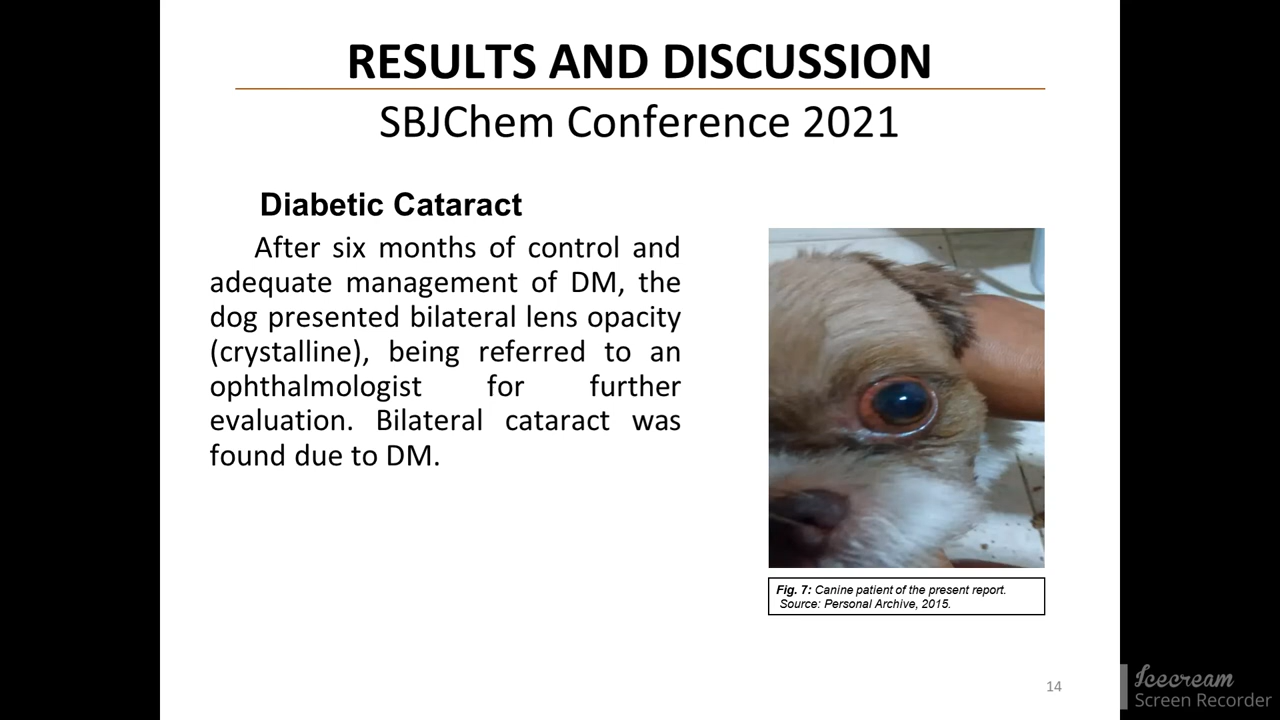 RESULTS AND DISCUSSION
SBJChem Conference 2021
Diabetic Cataract
After six months of control and
adequate management of DM, the
dog presented bilateral lens opacity
(crystalline), being referred to an
ophthalmologist for further
evaluation. Bilateral cataract was
found due to DM.
Fig. 7: Canine patient of the present report.
Source: Personal Archive, 2015.
14
Icecream
Screen Recorder